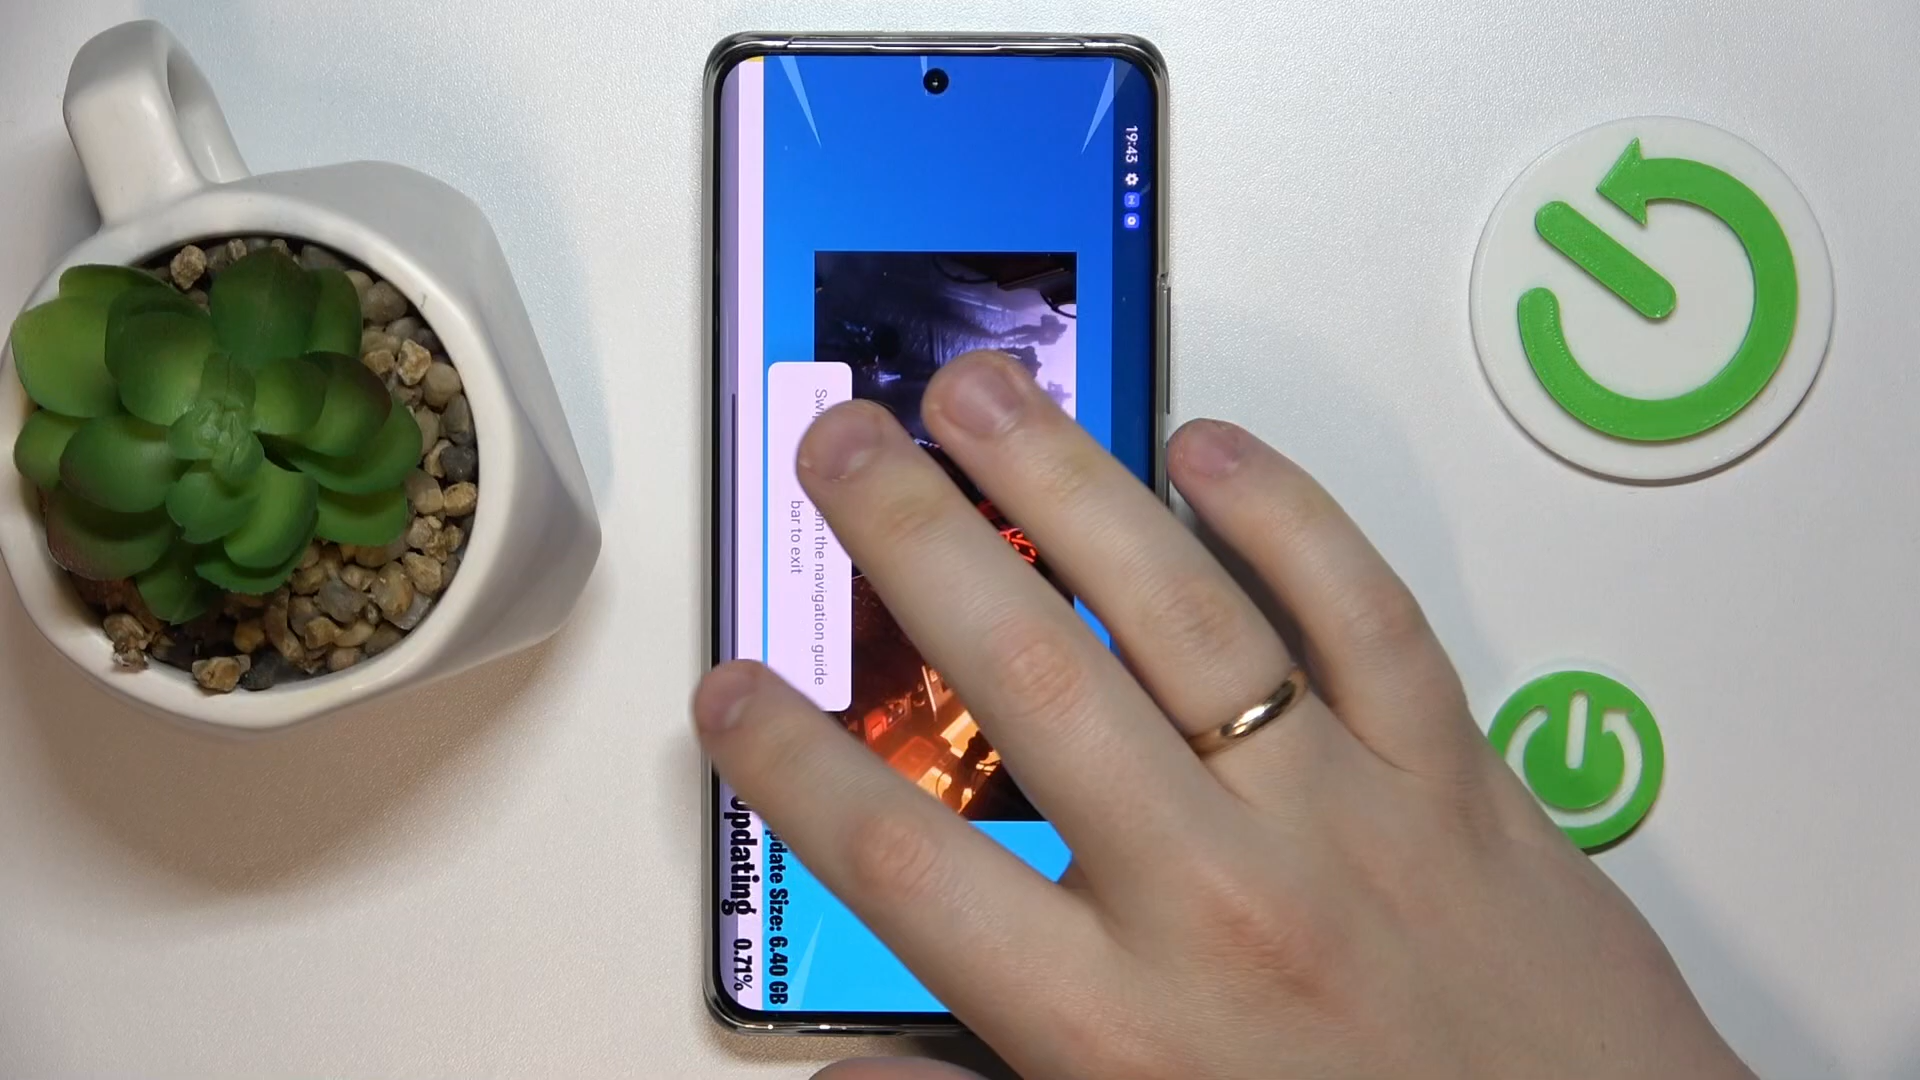 19:43
the navigation guide
bar to exit
Update Size: 6.40 GB
Updating 0.71%